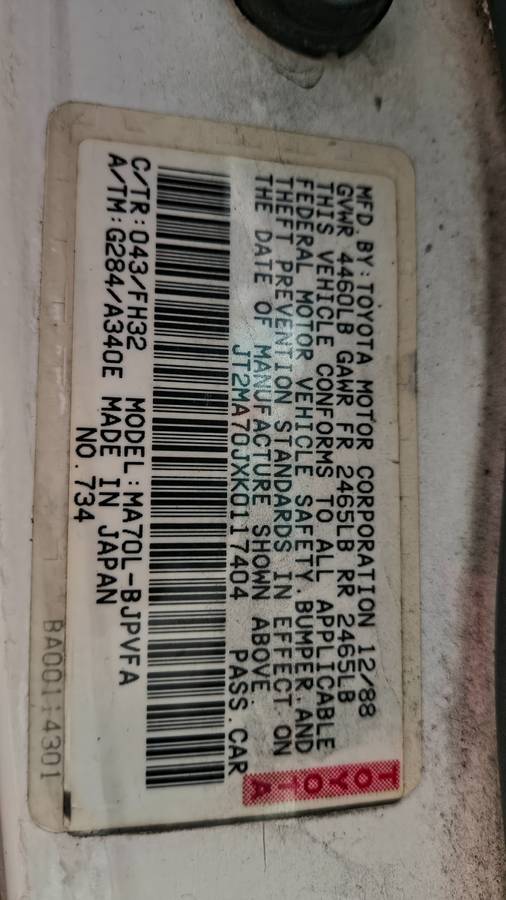 MFD.BY:TOYOTA MOTOR CORPORATION 12/88
GVWR 4460LB GAWR FR 2465LB RR 2465LB
THIS VEHICLE CONFORMS TO ALL APPLICABLE
FEDERAL MOTOR VEHICLE SAFETY.BUMPER.AND
THEFT PREVENTION STANDARDS IN EFFECT ON
THE DATE OF MANUFACTURE SHOWN ABOVE.
JT2MA70JXK0117404 PASS.CAR
TOYOTA
C/TR:043/FH32 MODEL:MA70L-BJPVFA
A/TM:G284/A340E MADE IN JAPAN
NO.734
BA001:4301